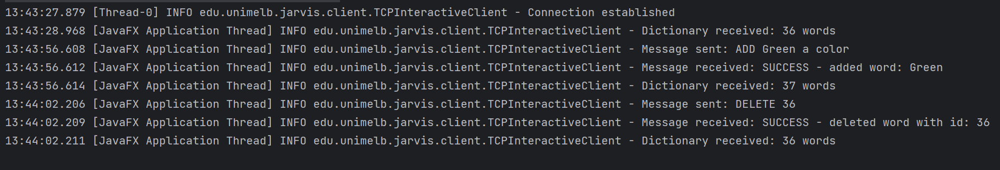 13:43:27.879 [Thread-0] INFO edu.unimelb.jarvis.client.TCPInteractiveClient - Connection established
13:43:28.968 [JavaFX Application Thread] INFO edu.unimelb.jarvis.client.TCPInteractiveClient - Dictionary received: 36 words
13:43:56.608 [JavaFX Application Thread] INFO edu.unimelb.jarvis.client.TCPInteractiveClient - Message sent: ADD Green a color
13:43:56.612 [JavaFX Application Thread] INFO edu.unimelb.jarvis.client.TCPInteractiveClient - Message received: SUCCESS - added word: Green
13:43:56.614 [JavaFX Application Thread] INFO edu.unimelb.jarvis.client.TCPInteractiveClient - Dictionary received: 37 words
13:44:02.206 [JavaFX Application Thread] INFO edu.unimelb.jarvis.client.TCPInteractiveClient - Message sent: DELETE 36
13:44:02.209 [JavaFX Application Thread] INFO edu.unimelb.jarvis.client.TCPInteractiveClient - Message received: SUCCESS - deleted word with id: 36
13:44:02.211 [JavaFX Application Thread] INFO edu.unimelb.jarvis.client.TCPInteractiveClient - Dictionary received: 36 words